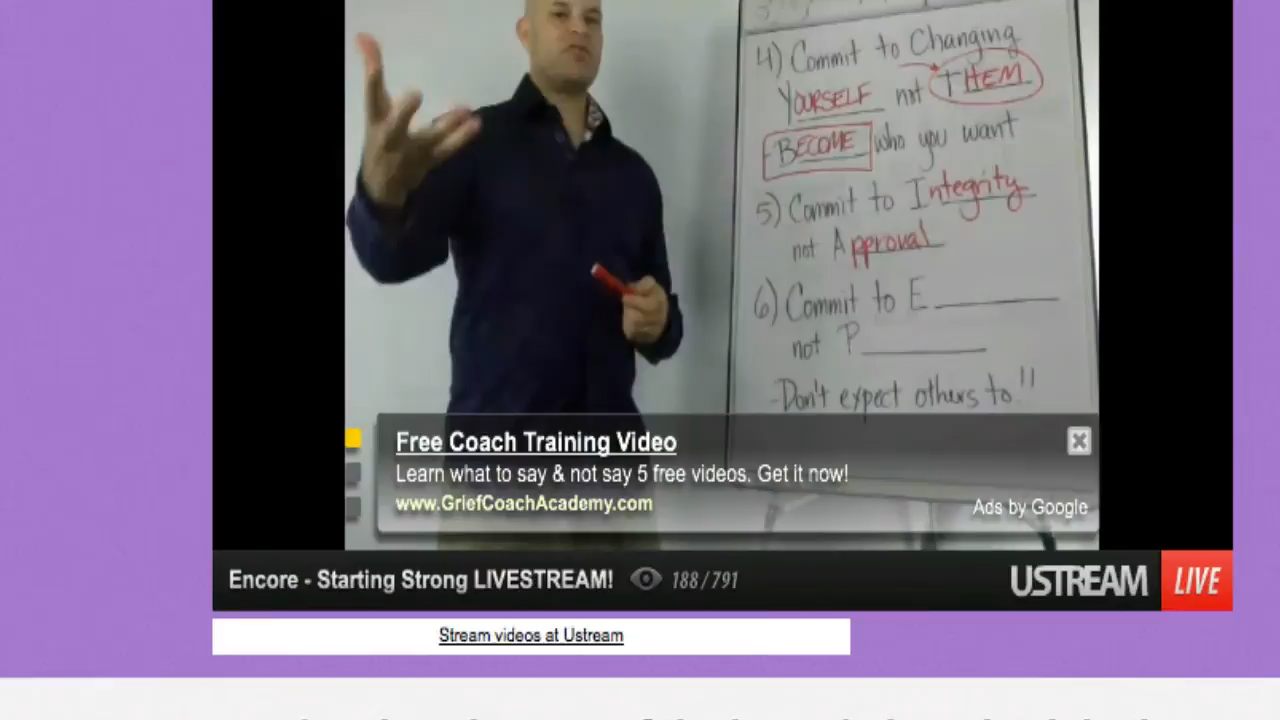 4) Commit to Changing
YOURSELF not THEM
- BECOME who you want
5) Commit to Integrity
not Approval
6) Commit to E________
not P________
-Don't expect others to!!
Free Coach Training Video
Learn what to say & not say 5 free videos. Get it now!
www.GriefCoachAcademy.com
Ads by Google
Encore - Starting Strong LIVESTREAM! 188/791
USTREAM LIVE
Stream videos at Ustream